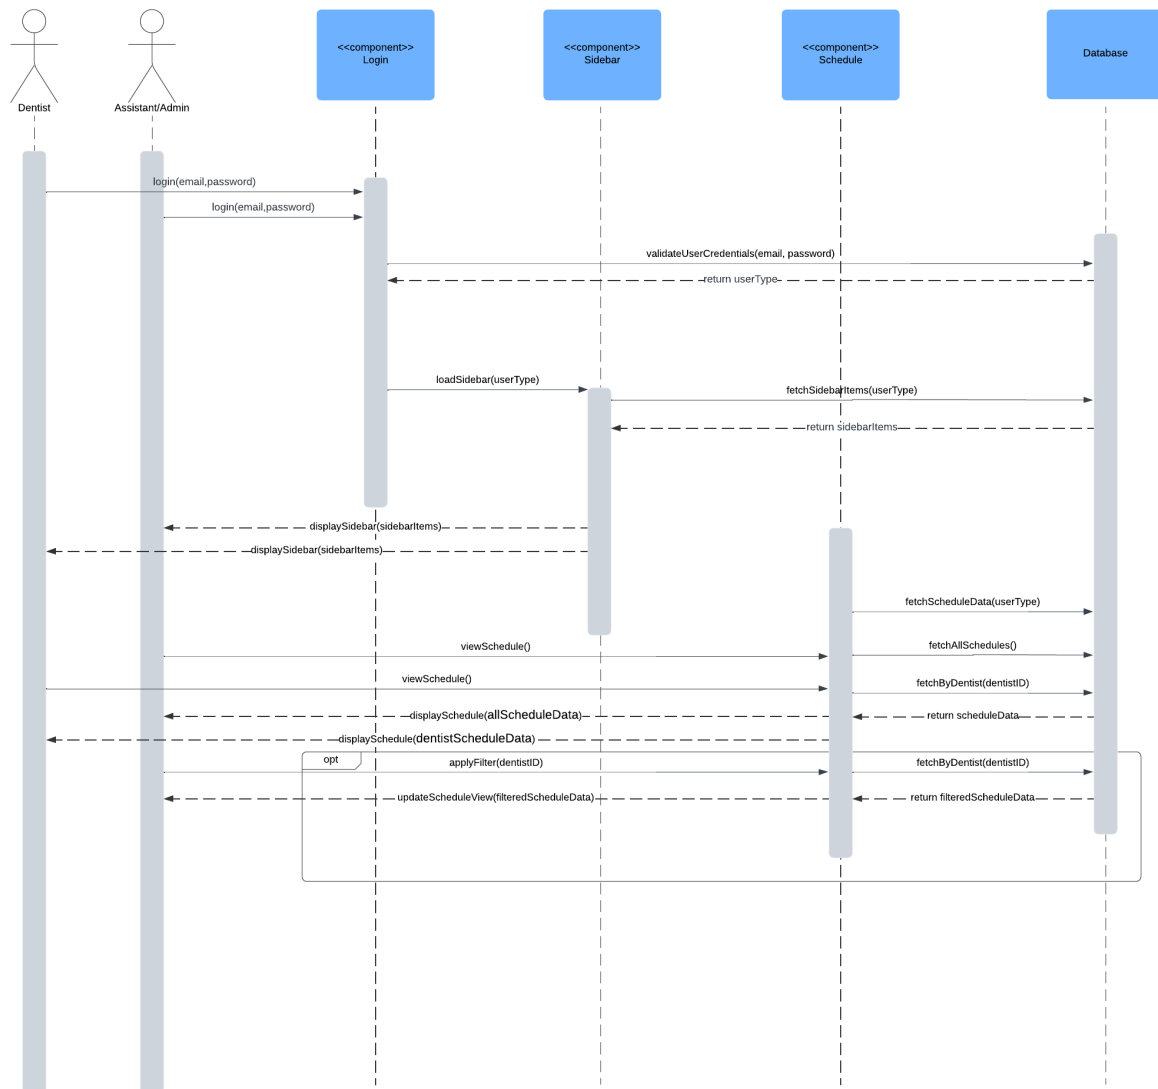 <<component>>
Login
<<component>>
Sidebar
<<component>>
Schedule
Database
Dentist
Assistant/Admin
login(email,password)
login(email,password)
validateUserCredentials(email, password)
return userType
loadSidebar(userType)
fetchSidebarItems(userType)
return sidebarItems
displaySidebar(sidebarItems)
displaySidebar(sidebarItems)
fetchScheduleData(userType)
viewSchedule()
fetchAllSchedules()
viewSchedule()
fetchByDentist(dentistID)
displaySchedule(allScheduleData)
return scheduleData
displaySchedule(dentistScheduleData)
opt
applyFilter(dentistID)
fetchByDentist(dentistID)
updateScheduleView(filteredScheduleData)
return filteredScheduleData